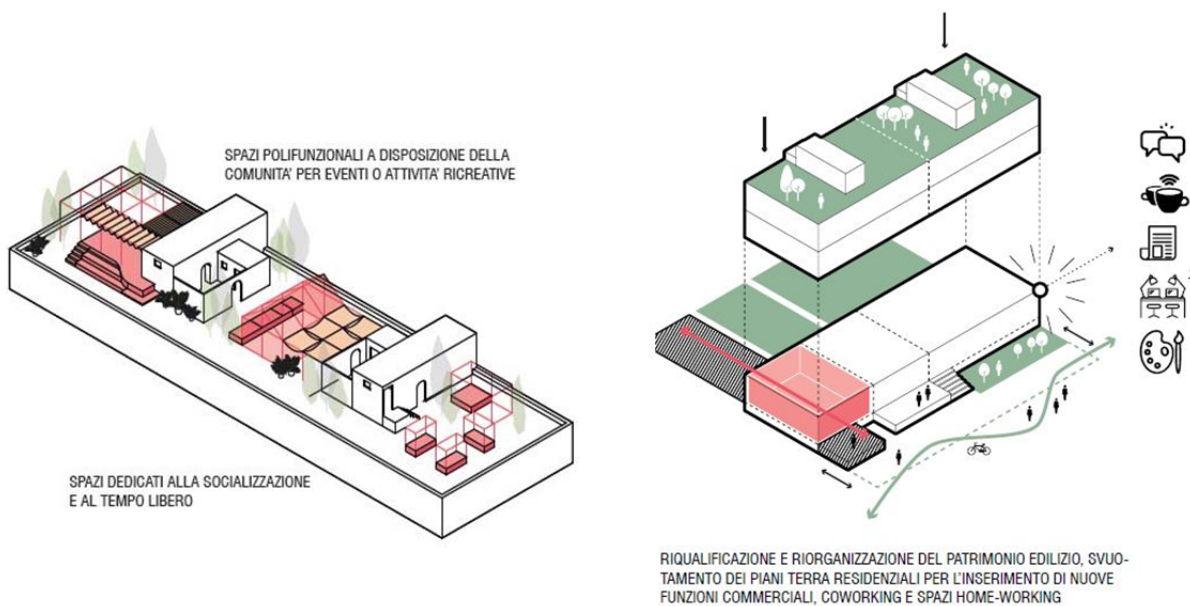 SPAZI POLIFUNZIONALI A DISPOSIZIONE DELLA
COMUNITA' PER EVENTI O ATTIVITA' RICREATIVE
SPAZI DEDICATI ALLA SOCIALIZZAZIONE
E AL TEMPO LIBERO
RIQUALIFICAZIONE E RIORGANIZZAZIONE DEL PATRIMONIO EDILIZIO, SVUO-
TAMENTO DEI PIANI TERRA RESIDENZIALI PER L'INSERIMENTO DI NUOVE
FUNZIONI COMMERCIALI, COWORKING E SPAZI HOME-WORKING